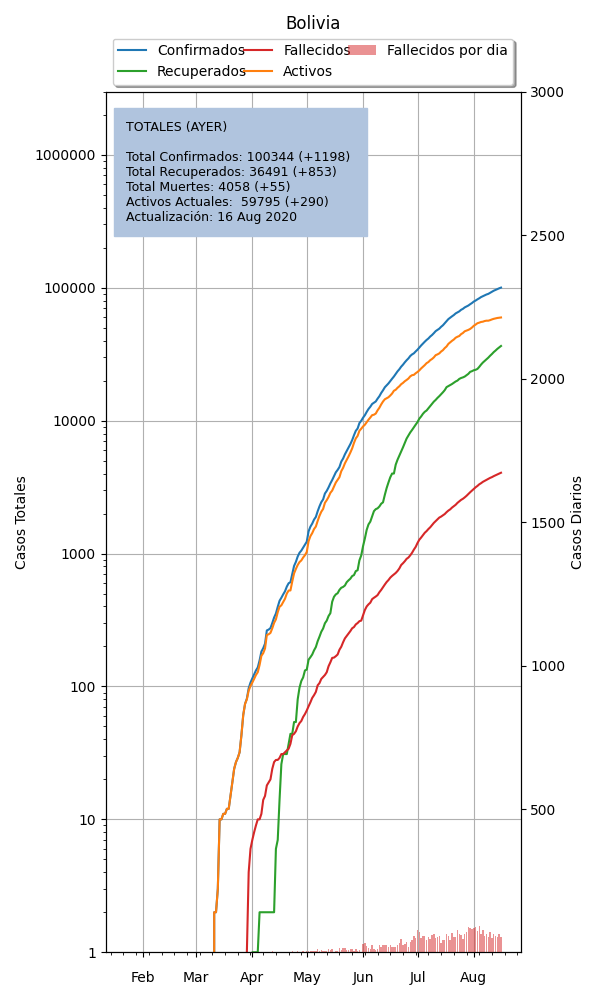 Bolivia
Confirmados
Recuperados
Fallecidos
Activos
Fallecidos por dia
TOTALES (AYER)
Total Confirmados: 100344 (+1198)
Total Recuperados: 36491 (+853)
Total Muertes: 4058 (+55)
Activos Actuales:  59795 (+290)
Actualización: 16 Aug 2020
Casos Totales
1000000
100000
10000
1000
100
10
1
3000
2500
2000
1500
1000
500
Casos Diarios
Feb Mar Apr May Jun Jul Aug